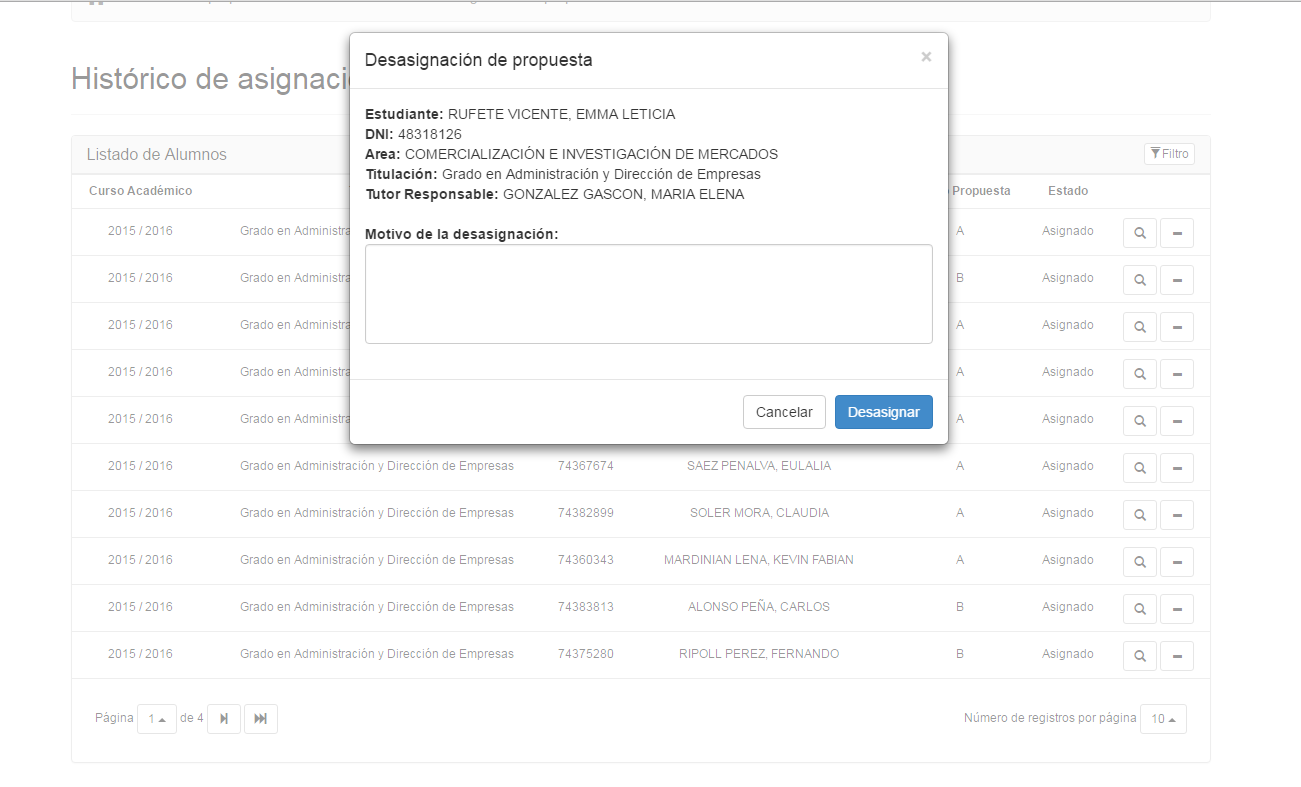 Desasignación de propuesta ×
Estudiante: RUFETE VICENTE, EMMA LETICIA
DNI: 48318126
Area: COMERCIALIZACIÓN E INVESTIGACIÓN DE MERCADOS
Titulación: Grado en Administración y Dirección de Empresas
Tutor Responsable: GONZALEZ GASCON, MARIA ELENA
Motivo de la desasignación:
Cancelar Desasignar
Histórico de
Listado de Alumnos Filtro
Curso Académico Propuesta Estado
2015 / 2016 Grado en A Asignado
2015 / 2016 Grado en B Asignado
2015 / 2016 Grado en A Asignado
2015 / 2016 Grado en A Asignado
2015 / 2016 Grado en A Asignado
2015 / 2016 Grado en Administración y Dirección de Empresas 74367674 SAEZ PENALVA, EULALIA A Asignado
2015 / 2016 Grado en Administración y Dirección de Empresas 74382899 SOLER MORA, CLAUDIA A Asignado
2015 / 2016 Grado en Administración y Dirección de Empresas 74360343 MARDINIAN LENA, KEVIN FABIAN A Asignado
2015 / 2016 Grado en Administración y Dirección de Empresas 74383813 ALONSO PEÑA, CARLOS B Asignado
2015 / 2016 Grado en Administración y Dirección de Empresas 74375280 RIPOLL PEREZ, FERNANDO B Asignado
Página 1 de 4 Número de registros por página 10